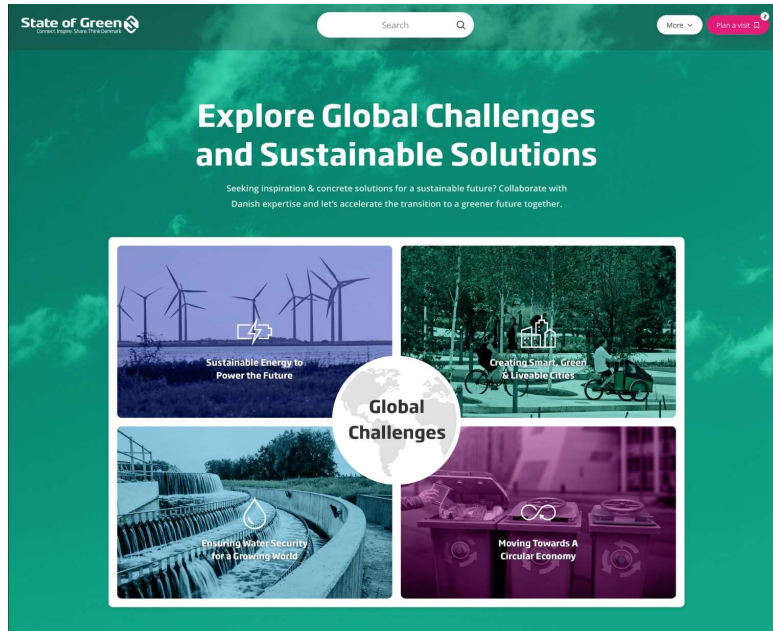 State of Green
Connect. Inspire. Share. Think Denmark
Search
More
Plan a visit
2
Explore Global Challenges
and Sustainable Solutions
Seeking inspiration & concrete solutions for a sustainable future? Collaborate with
Danish expertise and let's accelerate the transition to a greener future together.
Sustainable Energy to
Power the Future
Creating Smart, Green
& Liveable Cities
Global
Challenges
Ensuring Water Security
for a Growing World
Moving Towards A
Circular Economy